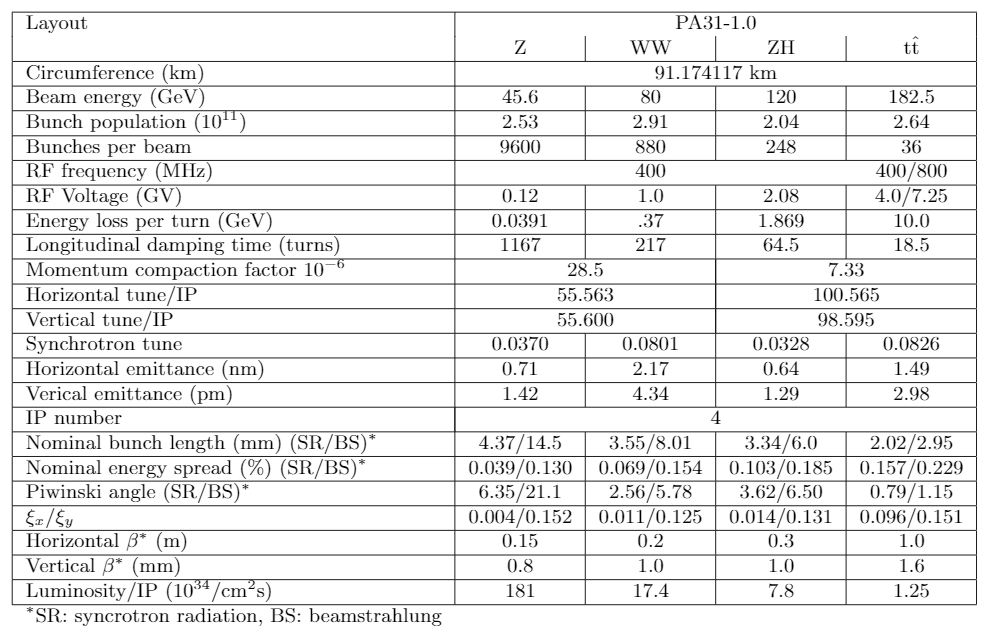 Layout PA31-1.0
Z WW ZH tt̂
Circumference (km) 91.174117 km
Beam energy (GeV) 45.6 80 120 182.5
Bunch population (10¹¹) 2.53 2.91 2.04 2.64
Bunches per beam 9600 880 248 36
RF frequency (MHz) 400 400/800
RF Voltage (GV) 0.12 1.0 2.08 4.0/7.25
Energy loss per turn (GeV) 0.0391 .37 1.869 10.0
Longitudinal damping time (turns) 1167 217 64.5 18.5
Momentum compaction factor 10⁻⁶ 28.5 7.33
Horizontal tune/IP 55.563 100.565
Vertical tune/IP 55.600 98.595
Synchrotron tune 0.0370 0.0801 0.0328 0.0826
Horizontal emittance (nm) 0.71 2.17 0.64 1.49
Verical emittance (pm) 1.42 4.34 1.29 2.98
IP number 4
Nominal bunch length (mm) (SR/BS)* 4.37/14.5 3.55/8.01 3.34/6.0 2.02/2.95
Nominal energy spread (%) (SR/BS)* 0.039/0.130 0.069/0.154 0.103/0.185 0.157/0.229
Piwinski angle (SR/BS)* 6.35/21.1 2.56/5.78 3.62/6.50 0.79/1.15
ξₓ/ξᵧ 0.004/0.152 0.011/0.125 0.014/0.131 0.096/0.151
Horizontal β* (m) 0.15 0.2 0.3 1.0
Vertical β* (mm) 0.8 1.0 1.0 1.6
Luminosity/IP (10³⁴/cm²s) 181 17.4 7.8 1.25
*SR: syncrotron radiation, BS: beamstrahlung